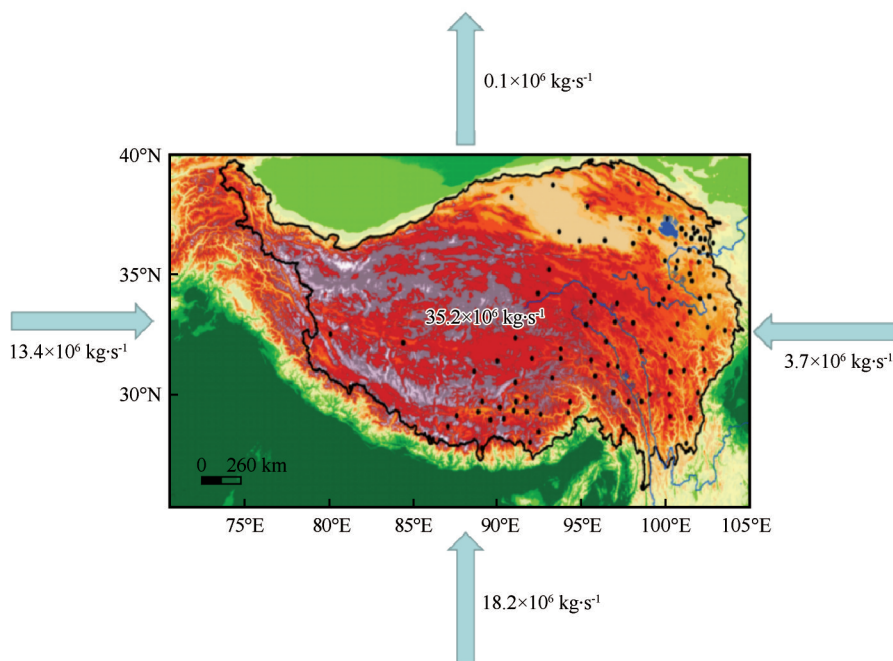 0.1×10⁶ kg·s⁻¹
40°N
35°N
35.2×10⁶ kg·s⁻¹
13.4×10⁶ kg·s⁻¹
3.7×10⁶ kg·s⁻¹
30°N
0 260 km
75°E 80°E 85°E 90°E 95°E 100°E 105°E
18.2×10⁶ kg·s⁻¹